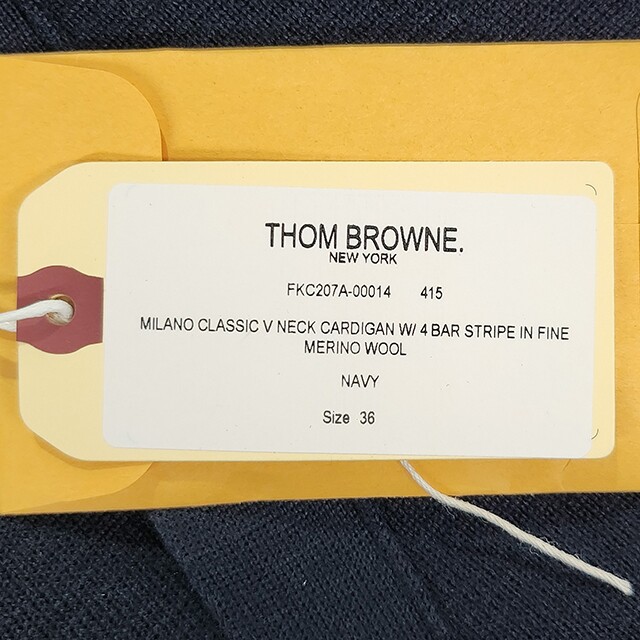 THOM BROWNE.
NEW YORK
FKC207A-00014 415
MILANO CLASSIC V NECK CARDIGAN W/ 4 BAR STRIPE IN FINE
MERINO WOOL
NAVY
Size 36